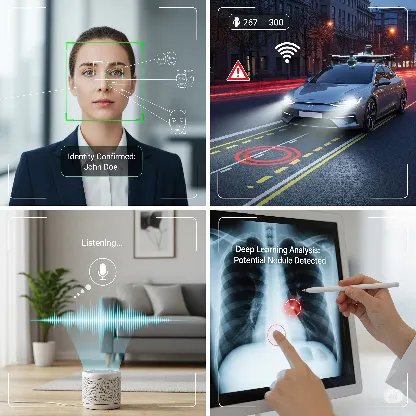 Identity Confirmed:
John Doe
267 300
Listening...
Deep Learning Analysis:
Potential Nodule Detected